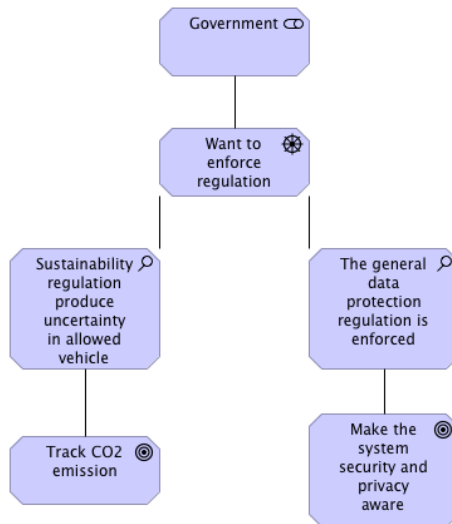 Government
Want to
enforce
regulation
Sustainability
regulation
produce
uncertainty
in allowed
vehicle
The general
data
protection
regulation is
enforced
Track CO2
emission
Make the
system
security and
privacy
aware